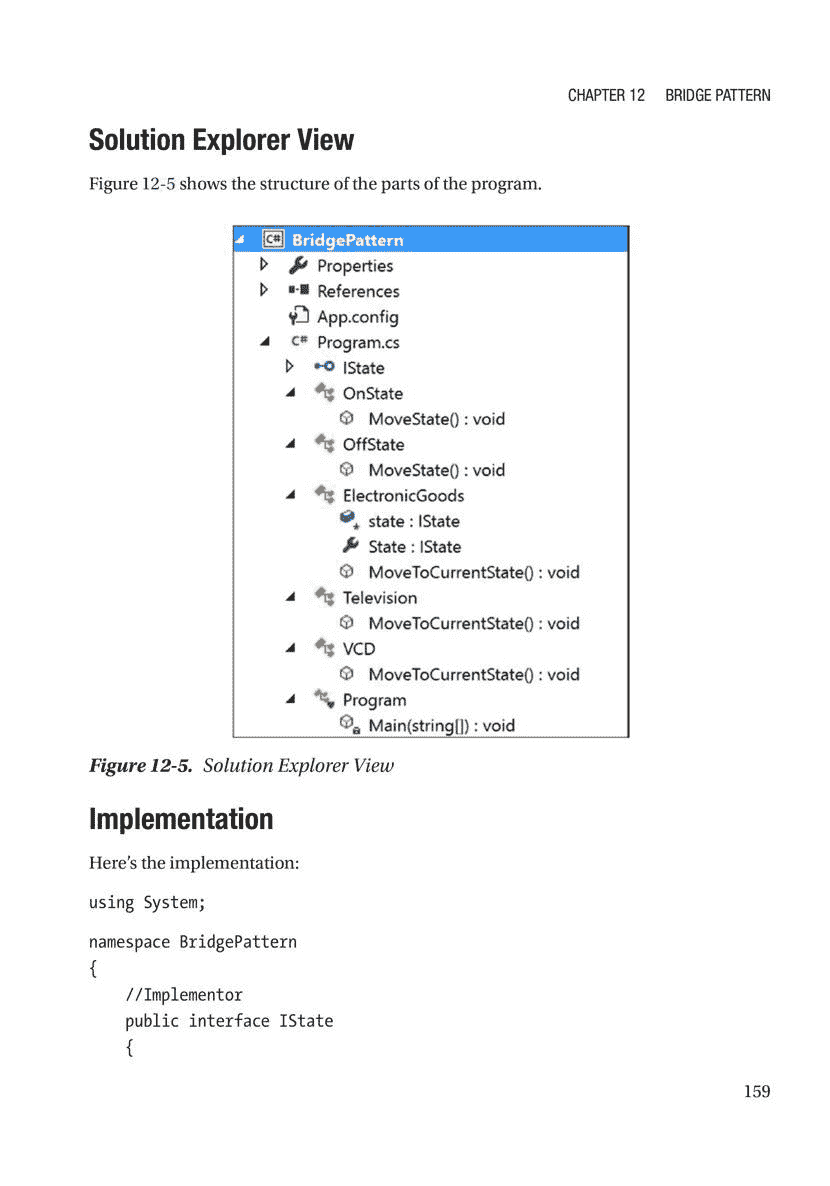 CHAPTER 12 BRIDGE PATTERN
Solution Explorer View
Figure 12-5 shows the structure of the parts of the program.
C# BridgePattern
Properties
References
App.config
C# Program.cs
IState
OnState
MoveState() : void
OffState
MoveState() : void
ElectronicGoods
state : IState
State : IState
MoveToCurrentState() : void
Television
MoveToCurrentState() : void
VCD
MoveToCurrentState() : void
Program
Main(string[]) : void
Figure 12-5. Solution Explorer View
Implementation
Here’s the implementation:
using System;
namespace BridgePattern
{
//Implementor
public interface IState
{
159